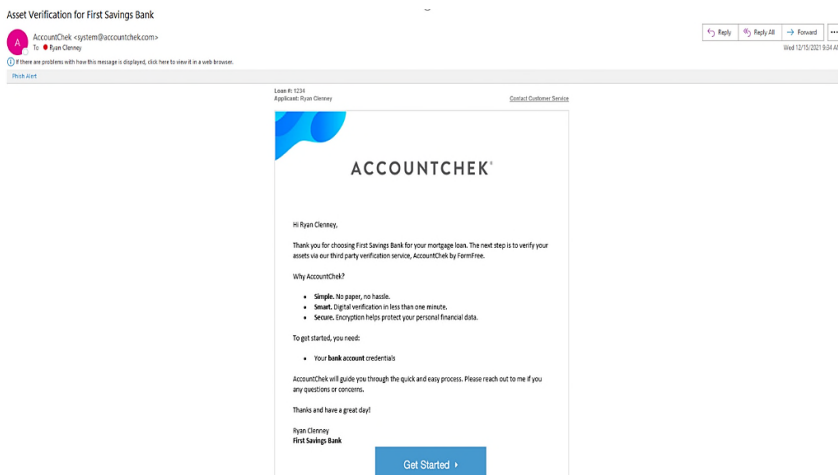 Asset Verification for First Savings Bank
A
AccountChek <system@accountchek.com>
To Ryan Clenney
Reply
Reply All
Forward
Wed 12/15/2021 9:34 AM
If there are problems with how this message is displayed, click here to view it in a web browser.
Phish Alert
Loan #: 1234
Applicant: Ryan Clenney
Contact Customer Service
ACCOUNTCHEK®
Hi Ryan Clenney,
Thank you for choosing First Savings Bank for your mortgage loan. The next step is to verify your
assets via our third party verification service, AccountChek by FormFree.
Why AccountChek?
• Simple. No paper, no hassle.
• Smart. Digital verification in less than one minute.
• Secure. Encryption helps protect your personal financial data.
To get started, you need:
• Your bank account credentials
AccountChek will guide you through the quick and easy process. Please reach out to me if you
any questions or concerns.
Thanks and have a great day!
Ryan Clenney
First Savings Bank
Get Started